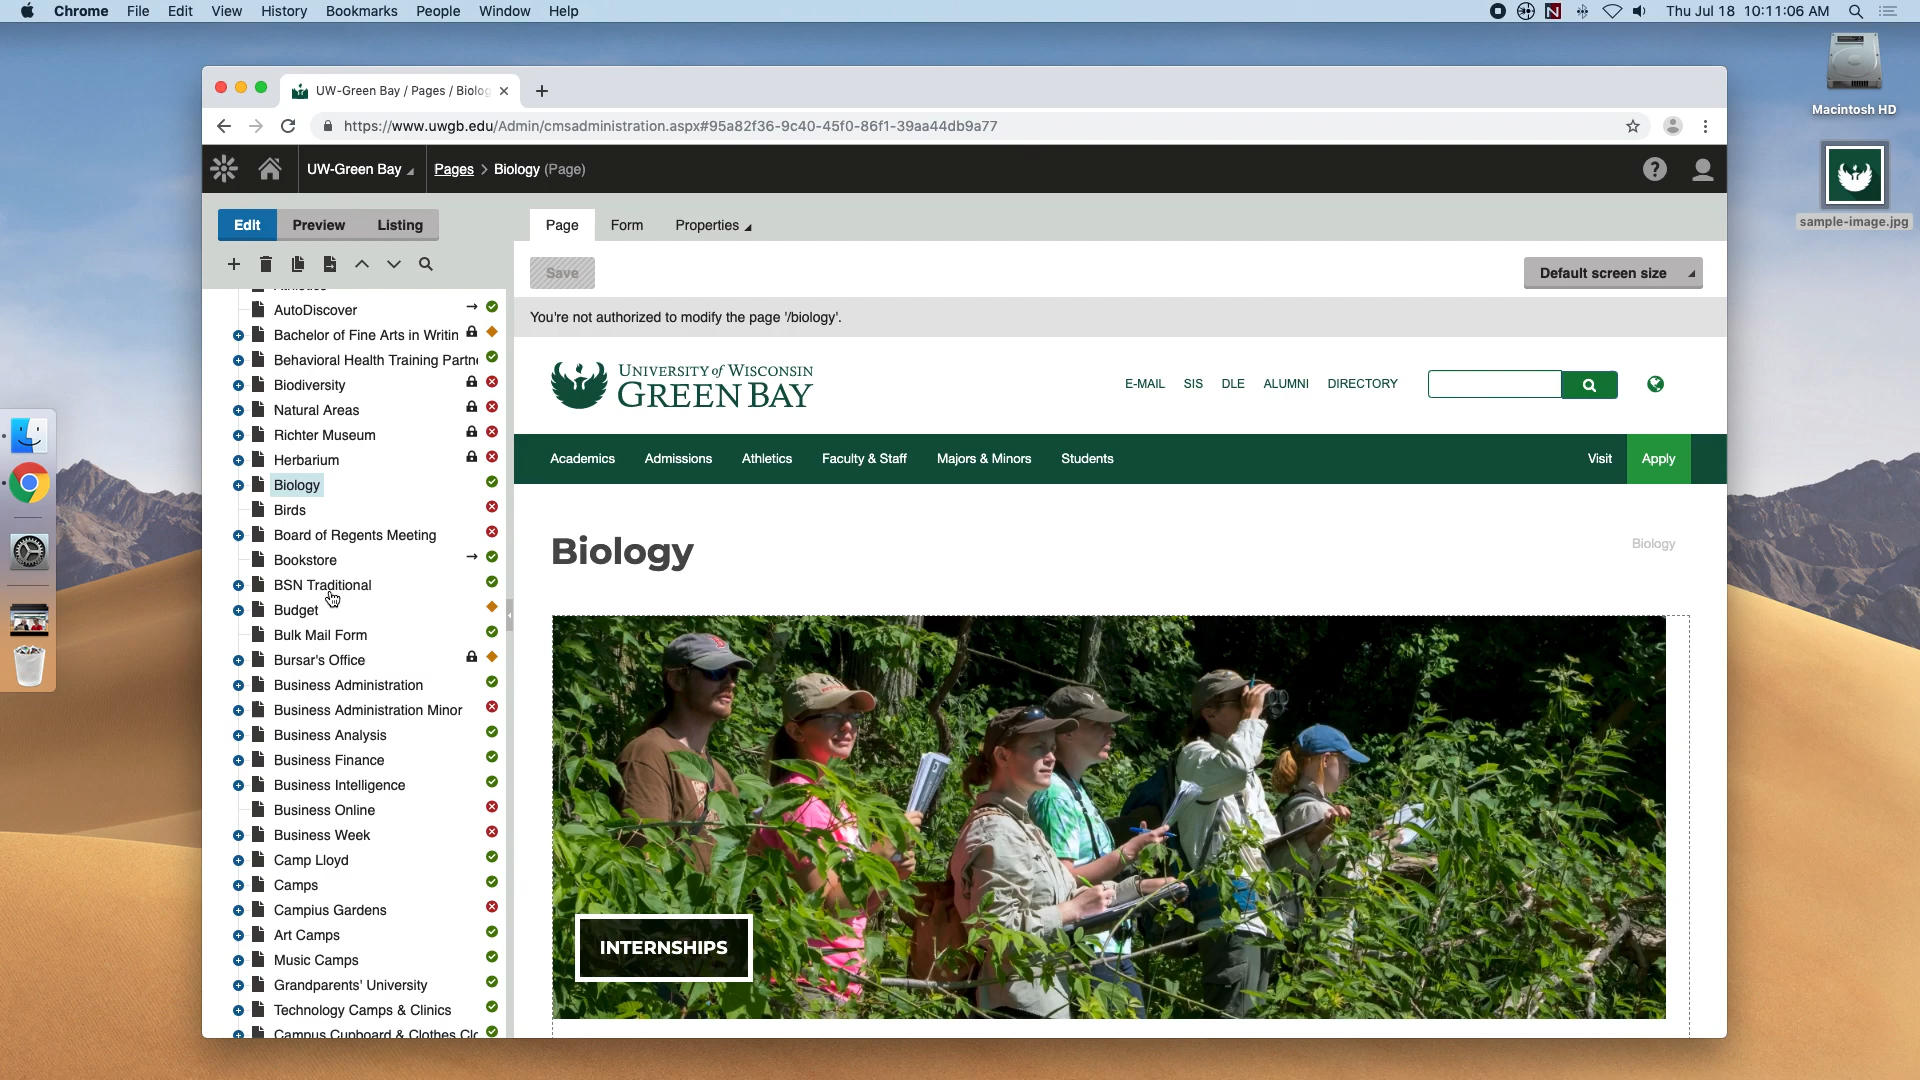 Chrome File Edit View History Bookmarks People Window Help
Thu Jul 18 10:11:06 AM
Macintosh HD
sample-image.jpg
UW-Green Bay / Pages / Biolog
https://www.uwgb.edu/Admin/cmsadministration.aspx#95a82f36-9c40-45f0-86f1-39aa44db9a77
UW-Green Bay Pages > Biology (Page)
Edit Preview Listing
Page Form Properties
Save
Default screen size
You're not authorized to modify the page '/biology'.
AutoDiscover
Bachelor of Fine Arts in Writin
Behavioral Health Training Partne
Biodiversity
Natural Areas
Richter Museum
Herbarium
Biology
Birds
Board of Regents Meeting
Bookstore
BSN Traditional
Budget
Bulk Mail Form
Bursar's Office
Business Administration
Business Administration Minor
Business Analysis
Business Finance
Business Intelligence
Business Online
Business Week
Camp Lloyd
Camps
Campius Gardens
Art Camps
Music Camps
Grandparents' University
Technology Camps & Clinics
Campus Cupboard & Clothes Clo
UNIVERSITY of WISCONSIN
GREEN BAY
E-MAIL SIS DLE ALUMNI DIRECTORY
Academics Admissions Athletics Faculty & Staff Majors & Minors Students Visit Apply
Biology
Biology
INTERNSHIPS